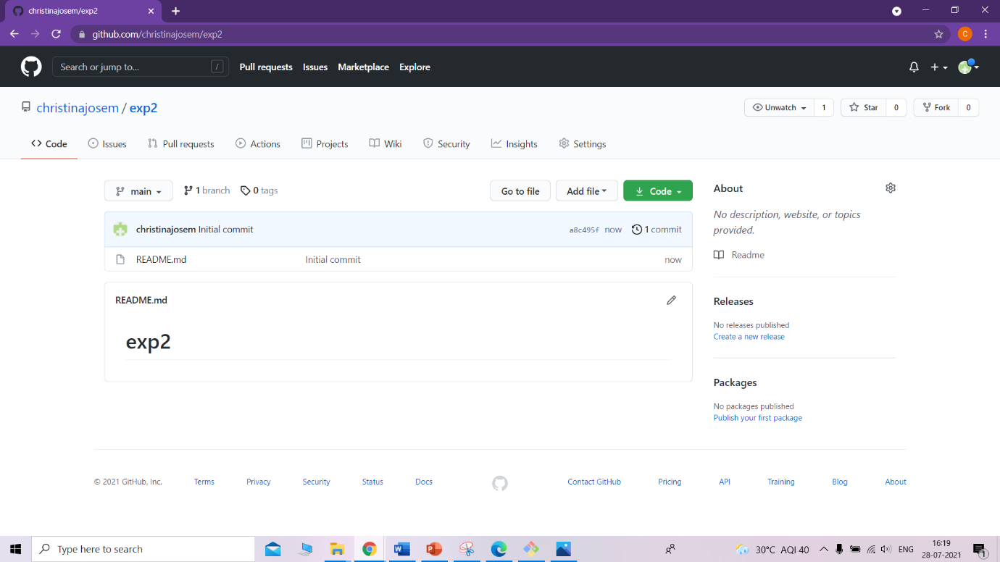 christinajosem/exp2
github.com/christinajosem/exp2
C
Search or jump to... /
Pull requests Issues Marketplace Explore
christinajosem / exp2
Unwatch 1 Star 0 Fork 0
Code Issues Pull requests Actions Projects Wiki Security Insights Settings
main 1 branch 0 tags Go to file Add file Code
christinajosem Initial commit a8c495f now 1 commit
README.md Initial commit now
README.md
exp2
About
No description, website, or topics
provided.
Readme
Releases
No releases published
Create a new release
Packages
No packages published
Publish your first package
© 2021 GitHub, Inc. Terms Privacy Security Status Docs Contact GitHub Pricing API Training Blog About
Type here to search
W P
30°C AQI 40 ENG
16:19
28-07-2021
1